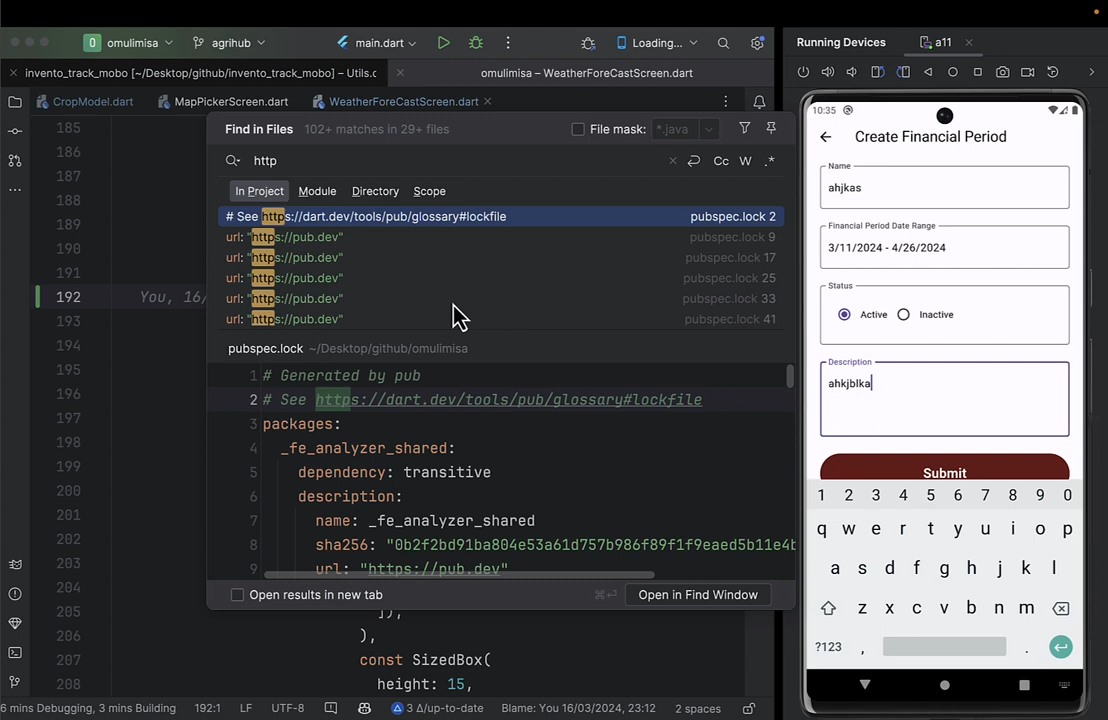 omulimisa
agrihub
main.dart
Loading...
Running Devices
a11
invento_track_mobo [~/Desktop/github/invento_track_mobo] – Utils.c
omulimisa – WeatherForeCastScreen.dart
CropModel.dart
MapPickerScreen.dart
WeatherForeCastScreen.dart
185
186
187
188
189
190
191
192
You, 16/
193
194
195
196
197
198
199
200
201
202
203
204
205
]),
206
),
207
const SizedBox(
208
height: 15,
Find in Files
102+ matches in 29+ files
File mask:
*.java
http
Cc
W
.*
In Project
Module
Directory
Scope
# See https://dart.dev/tools/pub/glossary#lockfile
pubspec.lock 2
url: "https://pub.dev"
pubspec.lock 9
url: "https://pub.dev"
pubspec.lock 17
url: "https://pub.dev"
pubspec.lock 25
url: "https://pub.dev"
pubspec.lock 33
url: "https://pub.dev"
pubspec.lock 41
pubspec.lock ~/Desktop/github/omulimisa
1 # Generated by pub
2 # See https://dart.dev/tools/pub/glossary#lockfile
3 packages:
4 _fe_analyzer_shared:
5 dependency: transitive
6 description:
7 name: _fe_analyzer_shared
8 sha256: "0b2f2bd91ba804e53a61d757b986f89f1f9eaed5b11e4b
9 url: "https://pub.dev"
Open results in new tab
Open in Find Window
6 mins Debugging, 3 mins Building
192:1
LF
UTF-8
3 Δ/up-to-date
Blame: You 16/03/2024, 23:12
2 spaces
10:35
Create Financial Period
Name
ahjkas
Financial Period Date Range
3/11/2024 - 4/26/2024
Status
Active
Inactive
Description
ahkjblka
Submit
1 2 3 4 5 6 7 8 9 0
q w e r t y u i o p
a s d f g h j k l
z x c v b n m
?123 , .